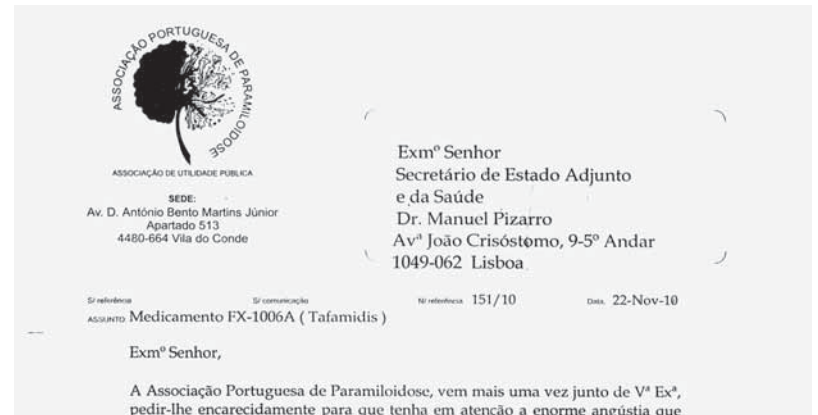 ASSOCIAÇÃO PORTUGUESA DE PARAMILOIDOSE
ASSOCIAÇÃO DE UTILIDADE PÚBLICA
SEDE:
Av. D. António Bento Martins Júnior
Apartado 513
4480-664 Vila do Conde
Exmº Senhor
Secretário de Estado Adjunto
e da Saúde
Dr. Manuel Pizarro
Avª João Crisóstomo, 9-5º Andar
1049-062 Lisboa
S/ referência S/ comunicação N/ referência 151/10 Data, 22-Nov-10
ASSUNTO Medicamento FX-1006A ( Tafamidis )
Exmº Senhor,
A Associação Portuguesa de Paramiloidose, vem mais uma vez junto de Vª Exª,
pedir-lhe encarecidamente para que tenha em atenção a enorme angústia que